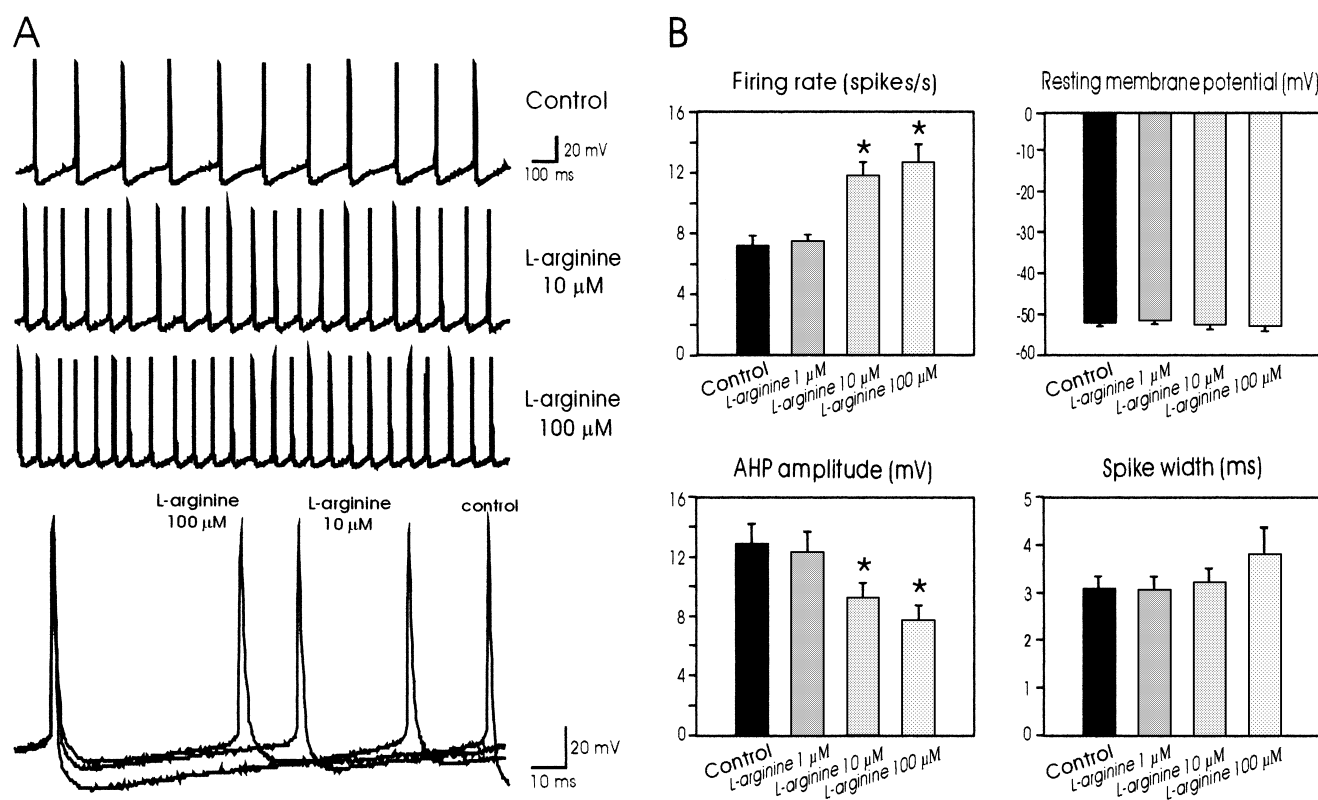 A
Control
20 mV
100 ms
L-arginine
10 µM
L-arginine
100 µM
L-arginine
100 µM
L-arginine
10 µM
control
20 mV
10 ms
B
Firing rate (spikes/s)
16
12
8
4
0
*
*
Control
L-arginine 1 µM
L-arginine 10 µM
L-arginine 100 µM
Resting membrane potential (mV)
0
-10
-20
-30
-40
-50
-60
Control
L-arginine 1 µM
L-arginine 10 µM
L-arginine 100 µM
AHP amplitude (mV)
16
12
8
4
0
*
*
Control
L-arginine 1 µM
L-arginine 10 µM
L-arginine 100 µM
Spike width (ms)
5
4
3
2
1
0
Control
L-arginine 1 µM
L-arginine 10 µM
L-arginine 100 µM